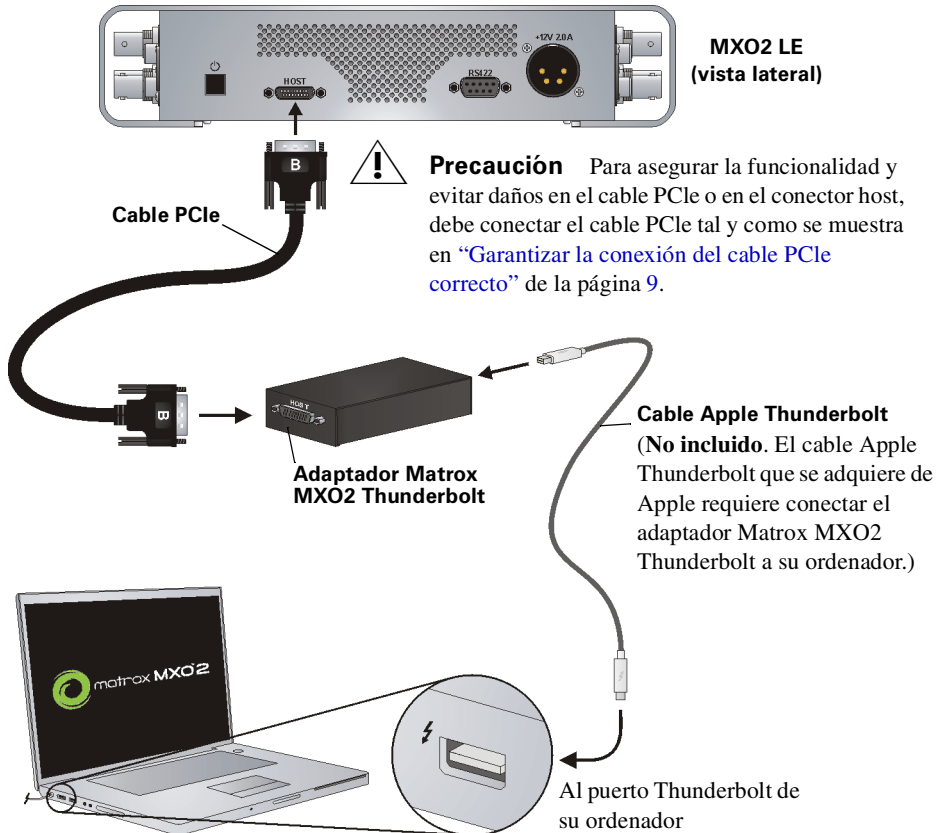 +12V 2.0A
HOST
RS422
MXO2 LE
(vista lateral)
B
Precaución Para asegurar la funcionalidad y
evitar daños en el cable PCIe o en el conector host,
debe conectar el cable PCIe tal y como se muestra
en “Garantizar la conexión del cable PCIe
correcto” de la página 9.
Cable PCIe
B
HOST
Adaptador Matrox
MXO2 Thunderbolt
Cable Apple Thunderbolt
(No incluido. El cable Apple
Thunderbolt que se adquiere de
Apple requiere conectar el
adaptador Matrox MXO2
Thunderbolt a su ordenador.)
matrox MXO2
Al puerto Thunderbolt de
su ordenador